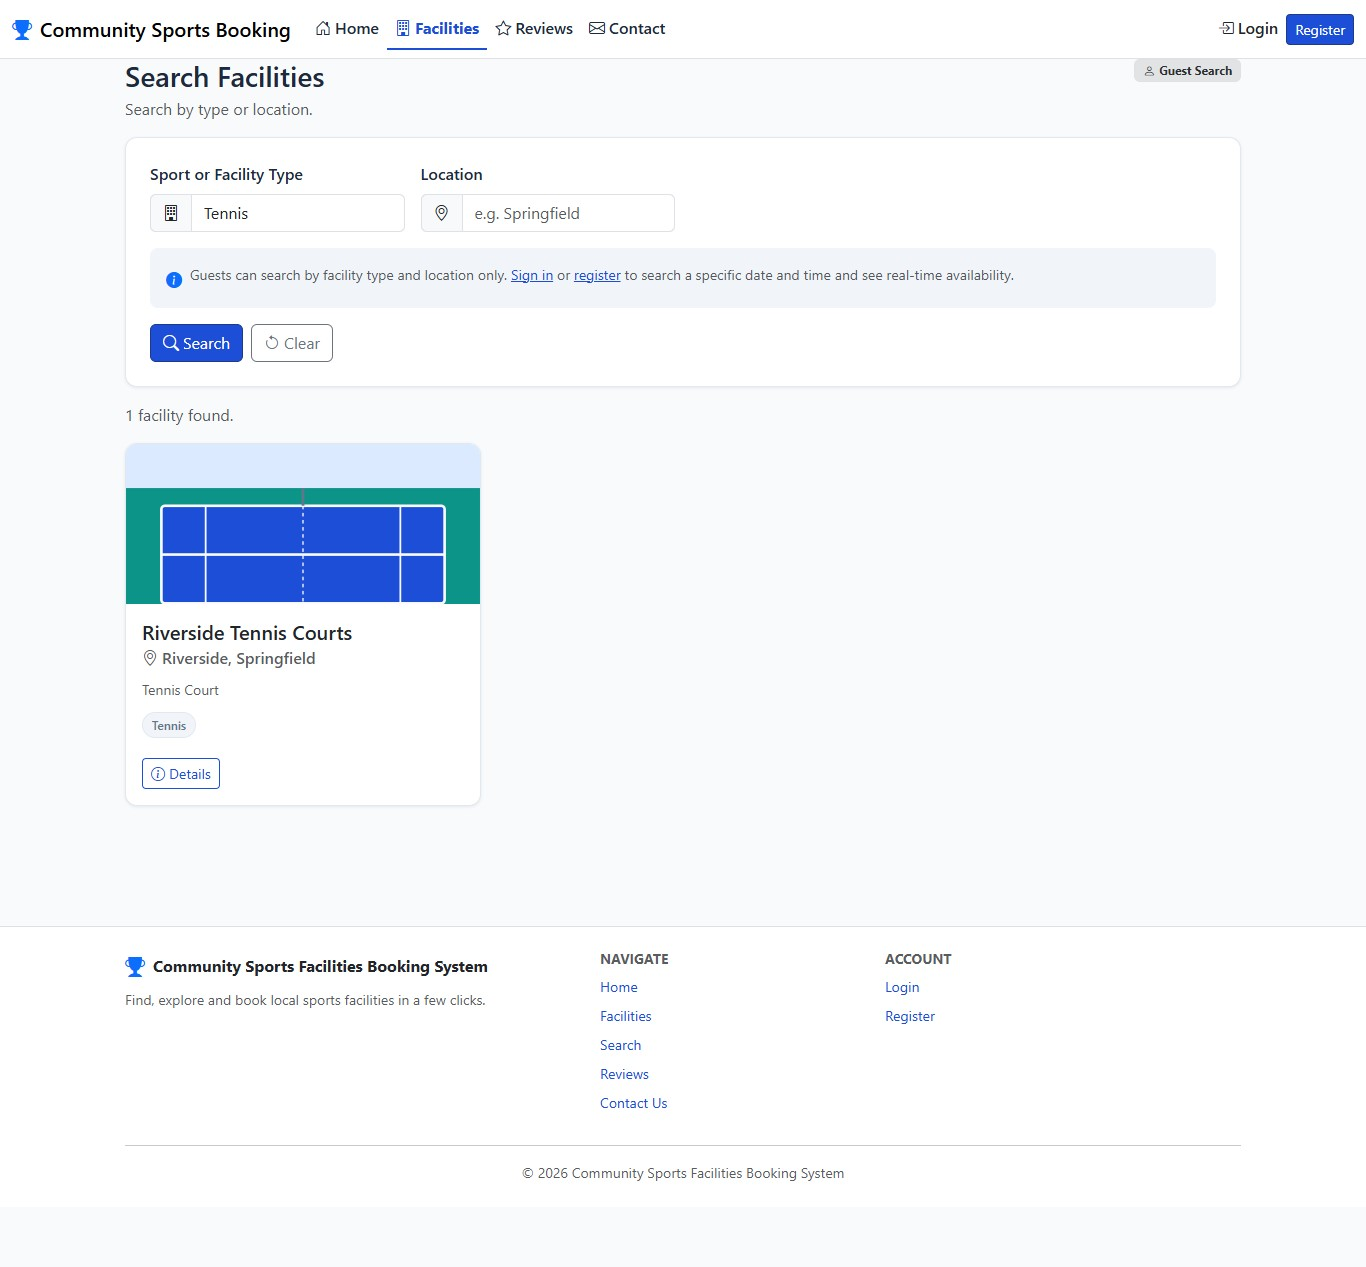 Community Sports Booking
Home
Facilities
Reviews
Contact
Login
Register
Search Facilities
Guest Search
Search by type or location.
Sport or Facility Type
Location
Tennis
e.g. Springfield
Guests can search by facility type and location only. Sign in or register to search a specific date and time and see real-time availability.
Search
Clear
1 facility found.
Riverside Tennis Courts
Riverside, Springfield
Tennis Court
Tennis
Details
Community Sports Facilities Booking System
Find, explore and book local sports facilities in a few clicks.
NAVIGATE
Home
Facilities
Search
Reviews
Contact Us
ACCOUNT
Login
Register
© 2026 Community Sports Facilities Booking System